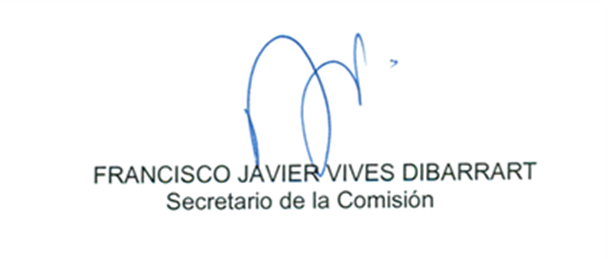 FRANCISCO JAVIER VIVES DIBARRART
Secretario de la Comisión